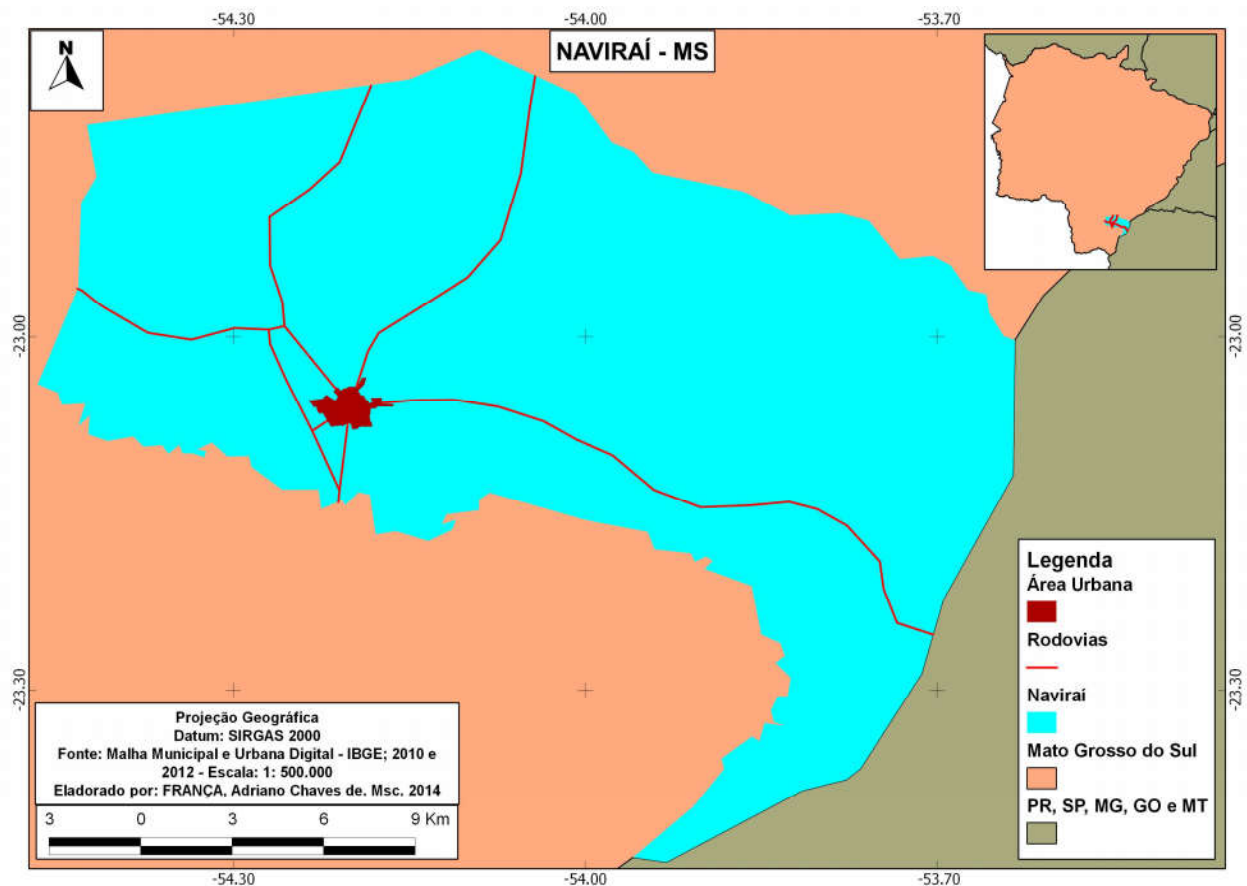 -54.30
-54.00
-53.70
N
NAVIRAÍ - MS
-23.00
-23.00
-23.30
-23.30
Legenda
Área Urbana
Rodovias
Naviraí
Mato Grosso do Sul
PR, SP, MG, GO e MT
Projeção Geográfica
Datum: SIRGAS 2000
Fonte: Malha Municipal e Urbana Digital - IBGE; 2010 e
2012 - Escala: 1: 500.000
Eladorado por: FRANÇA, Adriano Chaves de. Msc. 2014
3 0 3 6 9 Km
-54.30
-54.00
-53.70